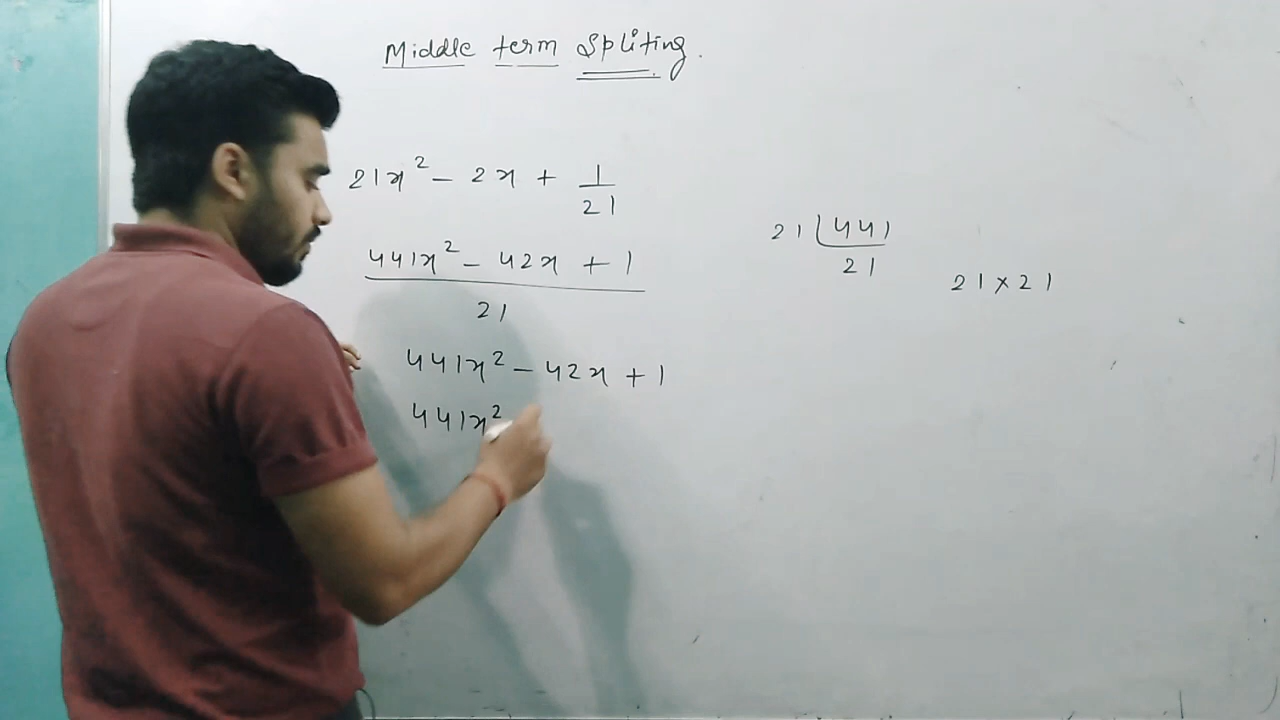 Middle term Spliting.
21x² - 2x + 1/21
441x² - 42x + 1
21
441x² - 42x + 1
441x²
21 | 441
21
21 x 21